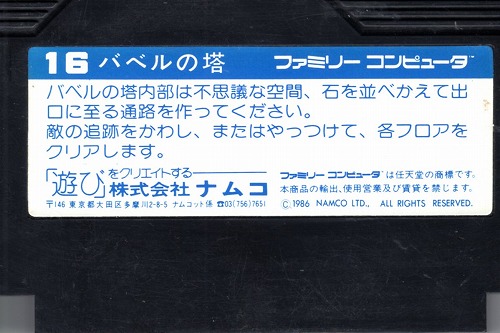 16 バベルの塔 ファミリー コンピュータ™
バベルの塔内部は不思議な空間、石を並べかえて出
口に至る通路を作ってください。
敵の追跡をかわし、またはやっつけて、各フロアを
クリアします。
「遊び」をクリエイトする
株式会社 ナムコ
〒146 東京都大田区多摩川2-8-5 ナムコット係 ☎03(756)7651
ファミリー コンピュータ™は任天堂の商標です。
本商品の輸出、使用営業及び賃貸を禁じます。
©1986 NAMCO LTD., ALL RIGHTS RESERVED.